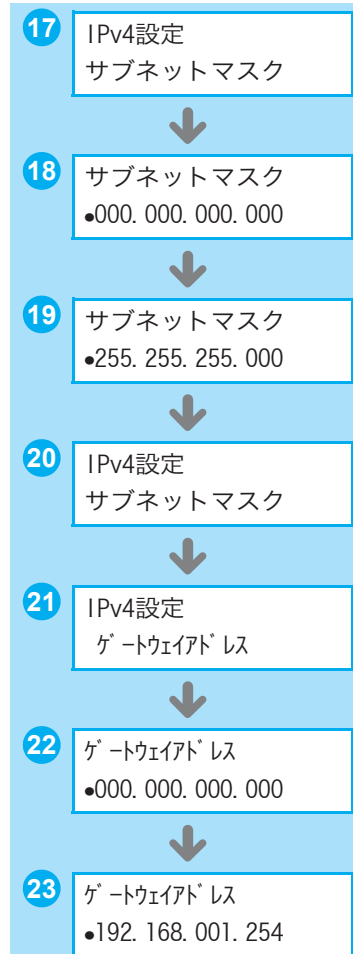 17
IPv4設定
サブネットマスク
18
サブネットマスク
●000. 000. 000. 000
19
サブネットマスク
●255. 255. 255. 000
20
IPv4設定
サブネットマスク
21
IPv4設定
ｹﾞｰﾄｳｪｲｱﾄﾞﾚｽ
22
ｹﾞｰﾄｳｪｲｱﾄﾞﾚｽ
●000. 000. 000. 000
23
ｹﾞｰﾄｳｪｲｱﾄﾞﾚｽ
●192. 168. 001. 254